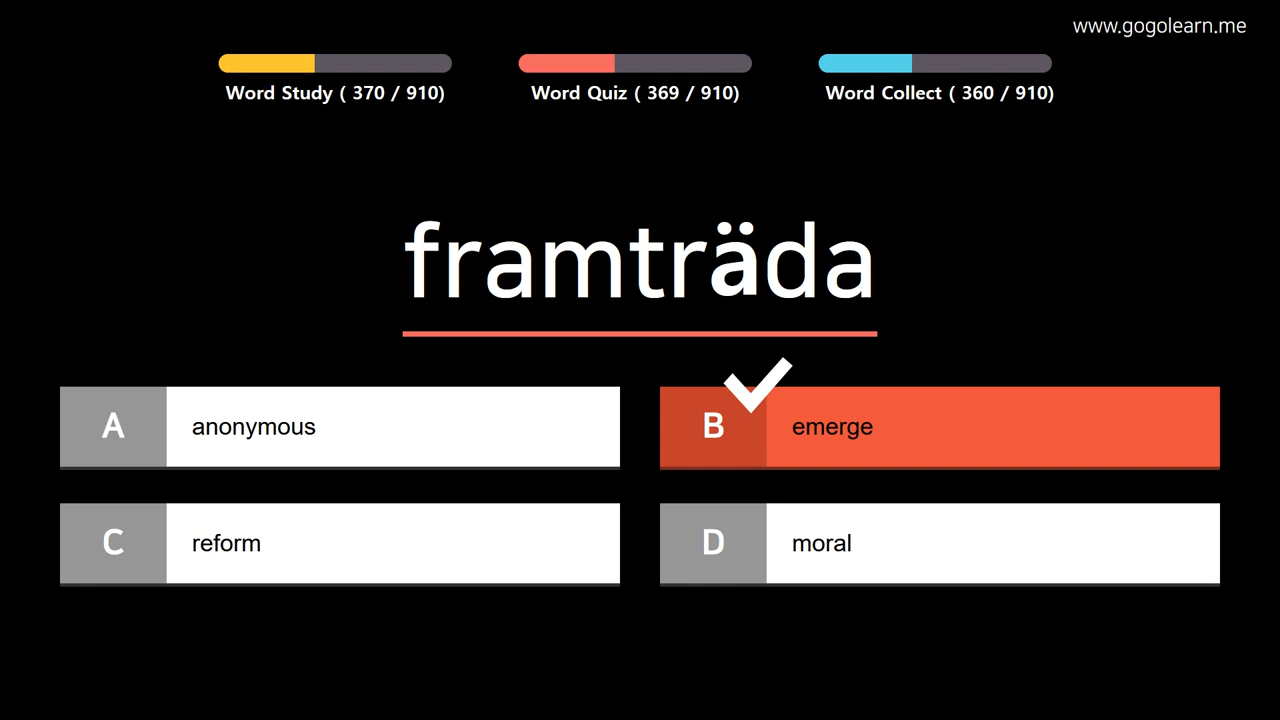 www.gogolearn.me
Word Study ( 370 / 910)
Word Quiz ( 369 / 910)
Word Collect ( 360 / 910)
framträda
A anonymous
B emerge
C reform
D moral